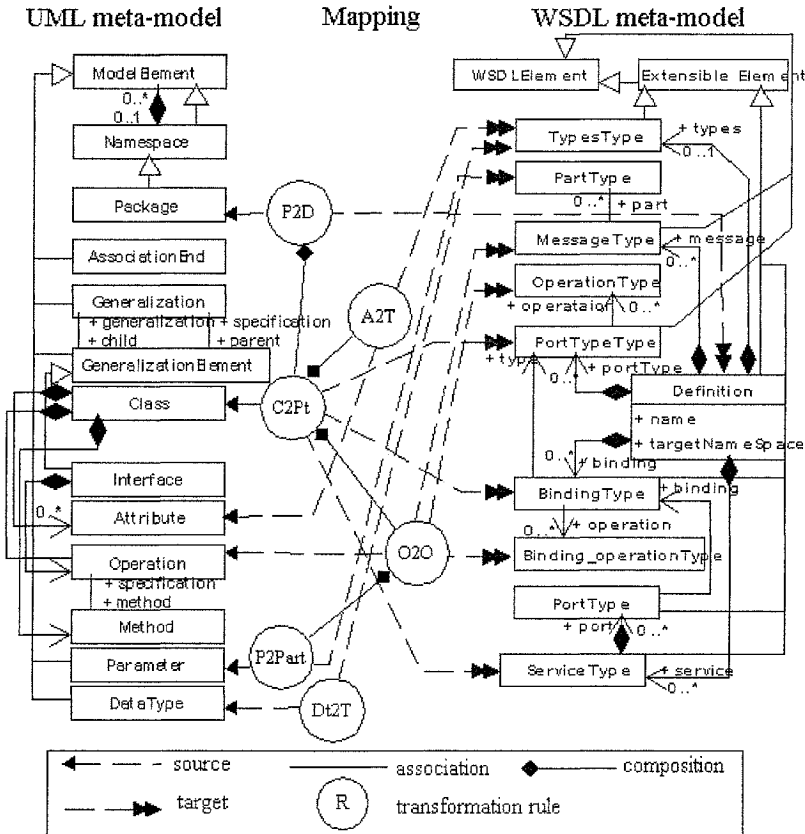 UML meta-model
Mapping
WSDL meta-model
ModelElement
0..*
0..1
Namespace
Package
AssociationEnd
Generalization
+ generalization
+ specification
+ child
+ parent
GeneralizationElement
Class
Interface
0..*
Attribute
Operation
+ specification
+ method
Method
Parameter
DataType
P2D
A2T
C2Pt
O2O
P2Part
Dt2T
WSDLElement
Extensible Element
TypesType
+ types
0..1
PartType
0..*
+ part
MessageType
+ message
0..*
OperationType
+ operataior
0..*
PortTypeType
+ type
+ portType
0..*
Definition
+ name
+ targetNameSpace
0..*
+ binding
BindingType
+ binding
0..*
+ operation
Binding_operationType
PortType
+ port
0..*
ServiceType
+ service
0..*
source
association
composition
target
R
transformation rule